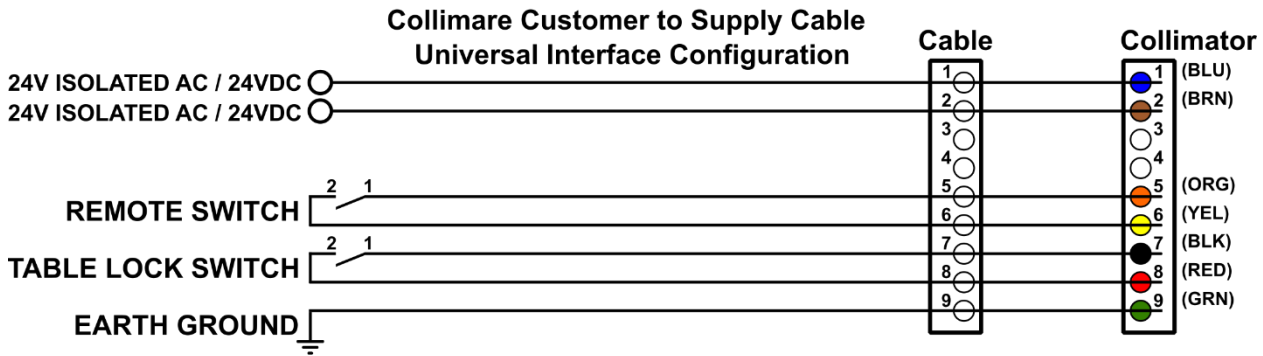 Collimare Customer to Supply Cable
Universal Interface Configuration
Cable
Collimator
24V ISOLATED AC / 24VDC
1
1
(BLU)
24V ISOLATED AC / 24VDC
2
2
(BRN)
3
3
4
4
REMOTE SWITCH
2 1
5
5
(ORG)
6
6
(YEL)
TABLE LOCK SWITCH
2 1
7
7
(BLK)
8
8
(RED)
EARTH GROUND
9
9
(GRN)